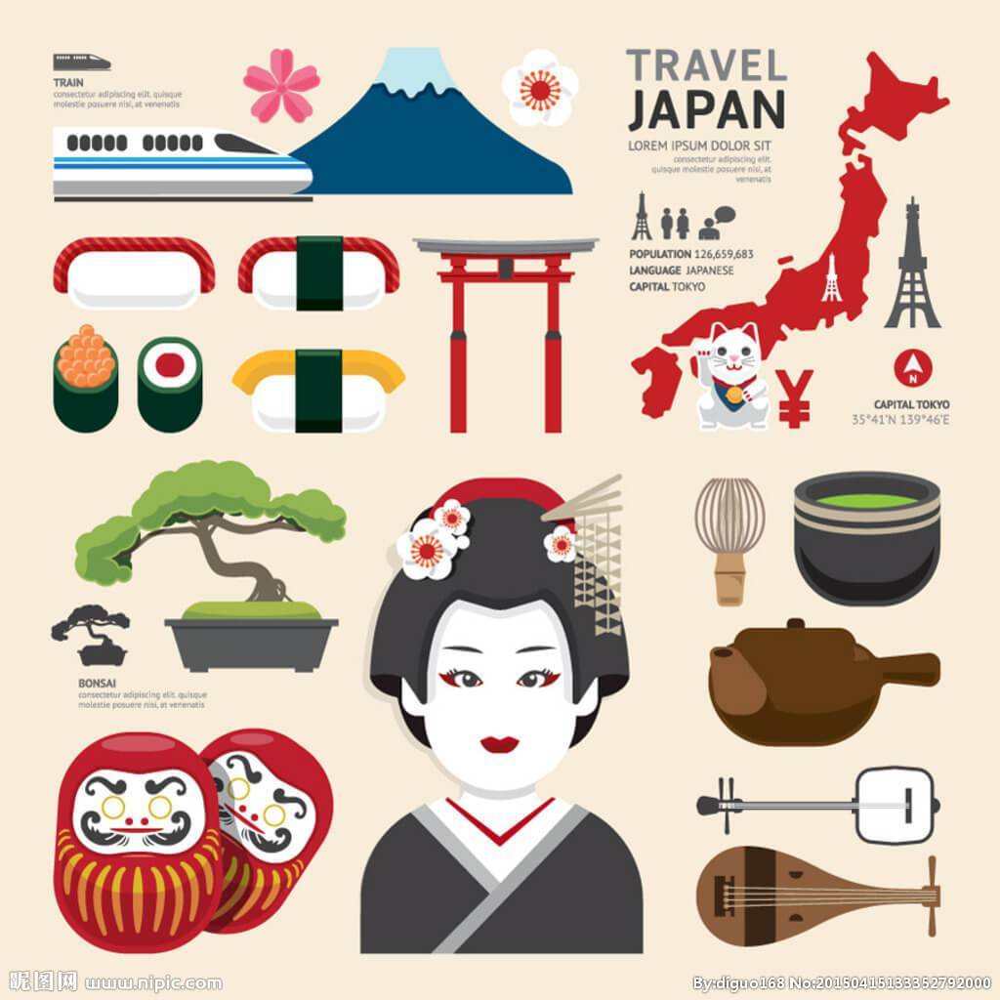 TRAIN
consectetur adipiscing elit. quisque
molestie posuere nisi, at venenatis
TRAVEL
JAPAN
LOREM IPSUM DOLOR SIT
consectetur adipiscing elit.
quisque molestie posuere nisi, at
venenatis
POPULATION 126,659,683
LANGUAGE JAPANESE
CAPITAL TOKYO
¥
N
CAPITAL TOKYO
35°41'N 139°46'E
BONSAI
consectetur adipiscing elit. quisque
molestie posuere nisi, at venenatis
昵图网 www.nipic.com
By:diguo168 No:20150415133352792000